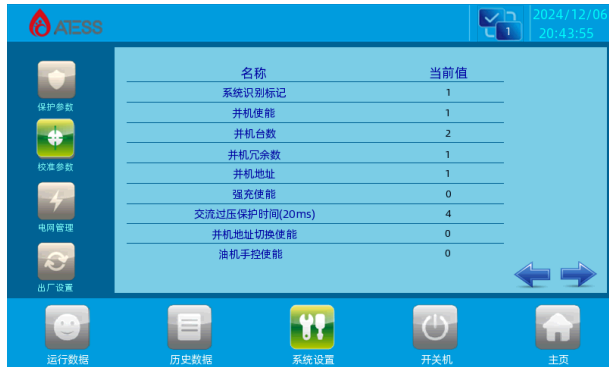 ATESS
1
2024/12/06
20:43:55
名称 当前值
系统识别标记 1
并机使能 1
并机台数 2
并机冗余数 1
并机地址 1
强充使能 0
交流过压保护时间(20ms) 4
并机地址切换使能 0
油机手控使能 0
保护参数
校准参数
电网管理
出厂设置
运行数据 历史数据 系统设置 开关机 主页